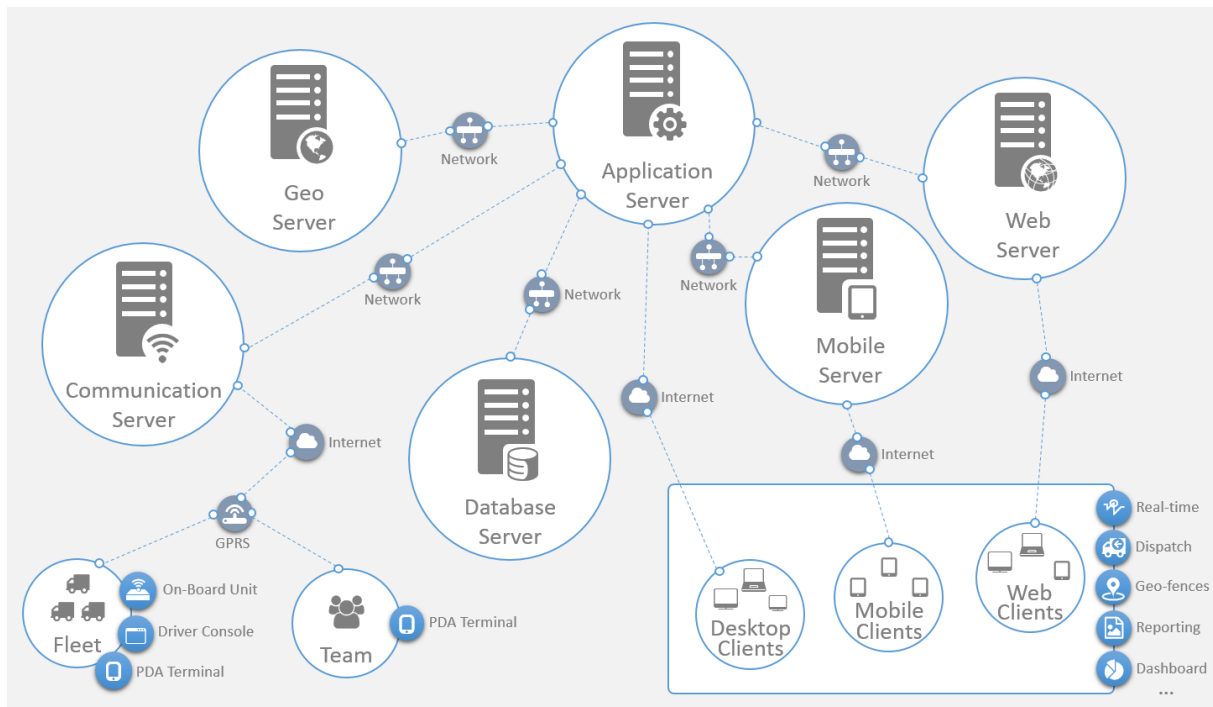 Geo
Server
Network
Application
Server
Network
Web
Server
Communication
Server
Network
Network
Database
Server
Network
Mobile
Server
Internet
Internet
Internet
Internet
GPRS
Fleet
On-Board Unit
Driver Console
PDA Terminal
Team
PDA Terminal
Desktop
Clients
Mobile
Clients
Web
Clients
Real-time
Dispatch
Geo-fences
Reporting
Dashboard
...